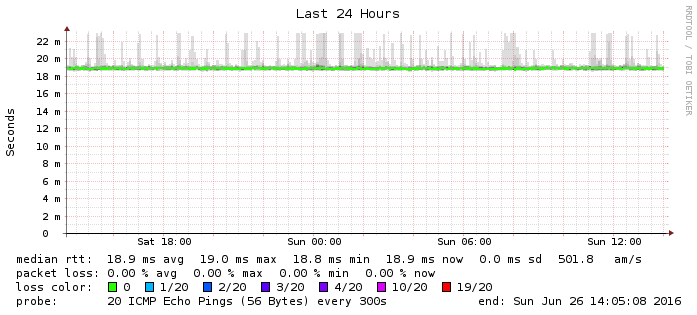 Last 24 Hours
RRDTOOL / TOBI OETIKER
Seconds
22 m
20 m
18 m
16 m
14 m
12 m
10 m
8 m
6 m
4 m
2 m
0
Sat 18:00 Sun 00:00 Sun 06:00 Sun 12:00
median rtt: 18.9 ms avg 19.0 ms max 18.8 ms min 18.9 ms now 0.0 ms sd 501.8 am/s
packet loss: 0.00 % avg 0.00 % max 0.00 % min 0.00 % now
loss color: 0 1/20 2/20 3/20 4/20 10/20 19/20
probe: 20 ICMP Echo Pings (56 Bytes) every 300s end: Sun Jun 26 14:05:08 2016